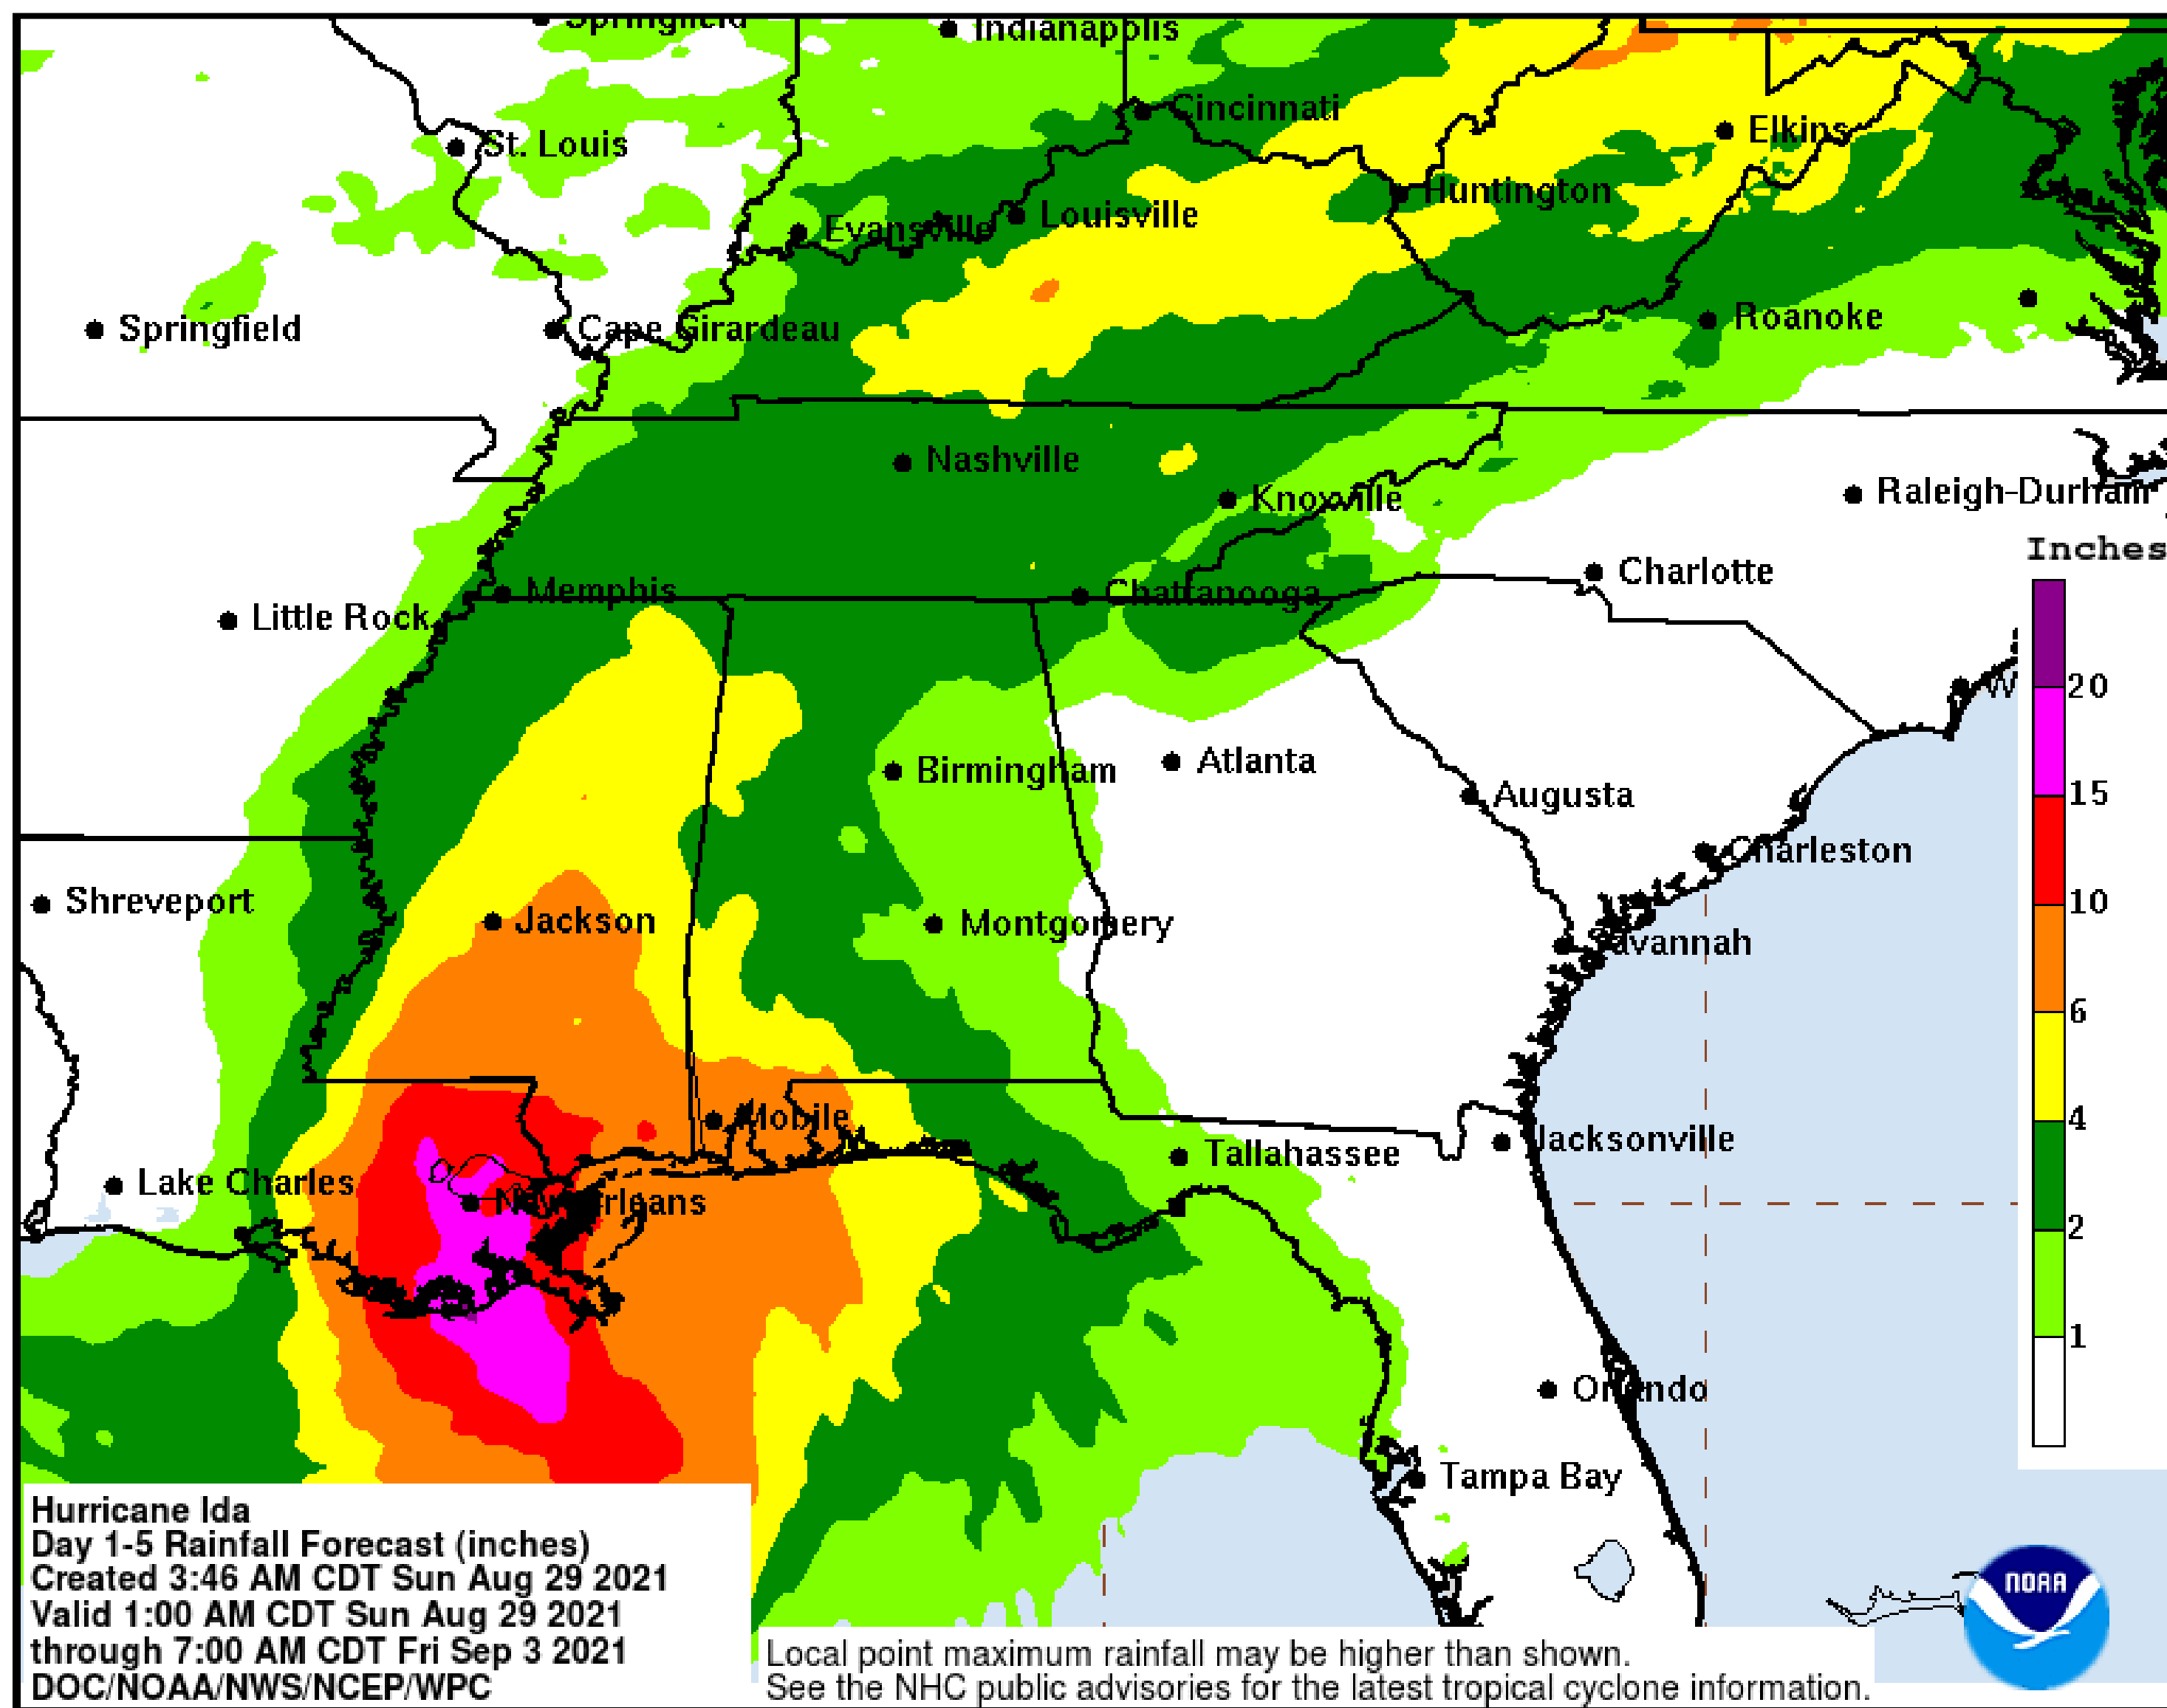 Springfield
Indianapolis
Cincinnati
St. Louis
Elkins
Huntington
Louisville
Evansville
Springfield
Cape Girardeau
Roanoke
Nashville
Knoxville
Raleigh-Durham
Inches
Charlotte
Memphis
Chattanooga
Little Rock
W
20
Birmingham
Atlanta
Augusta
15
Charleston
Shreveport
Jackson
Montgomery
10
Savannah
6
Mobile
4
Tallahassee
Jacksonville
Lake Charles
New Orleans
2
1
Orlando
Tampa Bay
Hurricane Ida
Day 1-5 Rainfall Forecast (inches)
Created 3:46 AM CDT Sun Aug 29 2021
Valid 1:00 AM CDT Sun Aug 29 2021
through 7:00 AM CDT Fri Sep 3 2021
DOC/NOAA/NWS/NCEP/WPC
Local point maximum rainfall may be higher than shown.
See the NHC public advisories for the latest tropical cyclone information.
NOAA